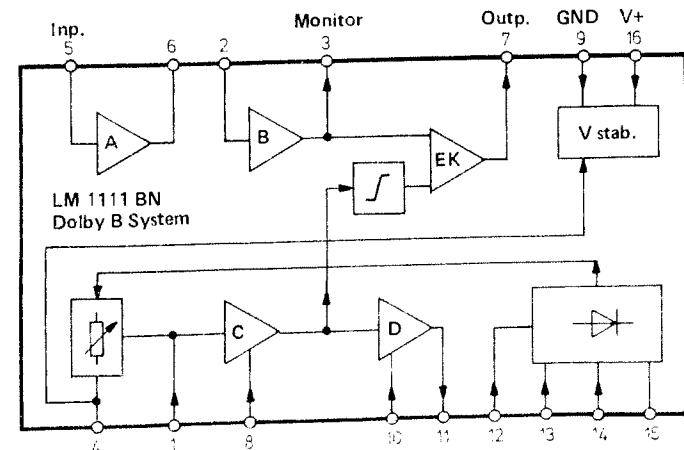 Inp. Monitor Outp. GND V+
5 6 2 3 7 9 16
A B EK V stab.
LM 1111 BN
Dolby B System
C D
4 1 8 10 11 12 13 14 15